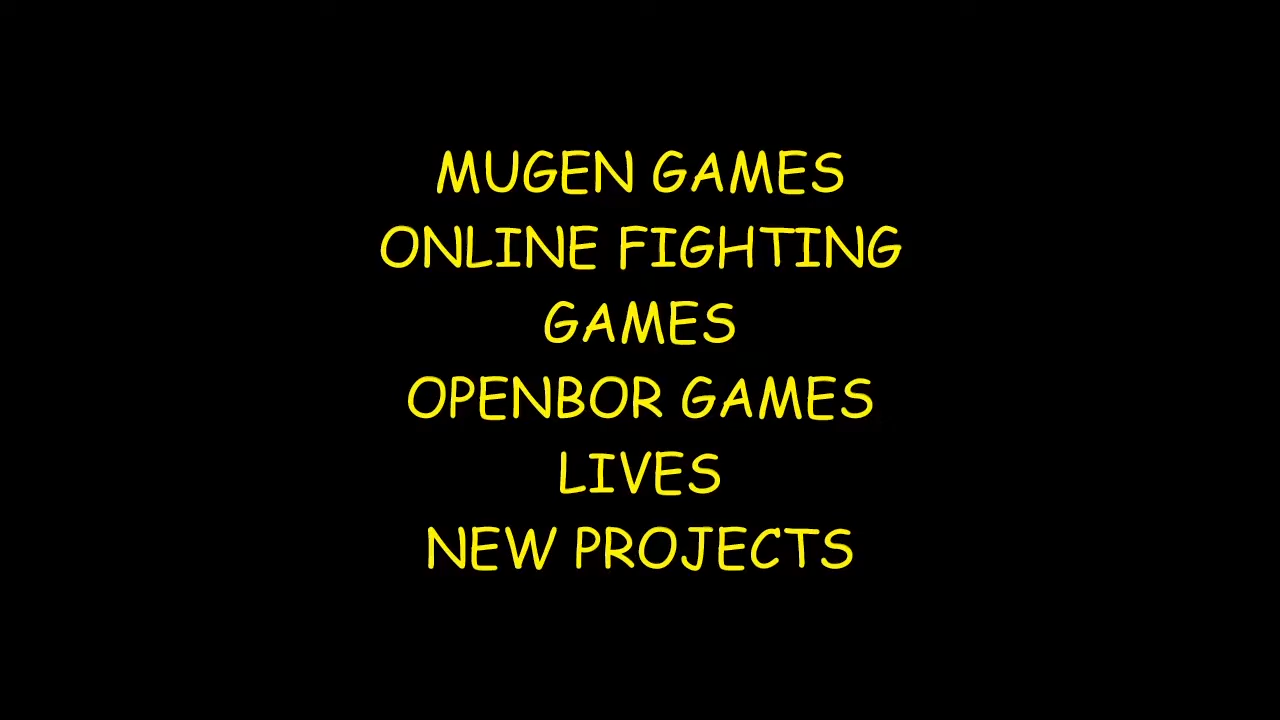 MUGEN GAMES
ONLINE FIGHTING
GAMES
OPENBOR GAMES
LIVES
NEW PROJECTS